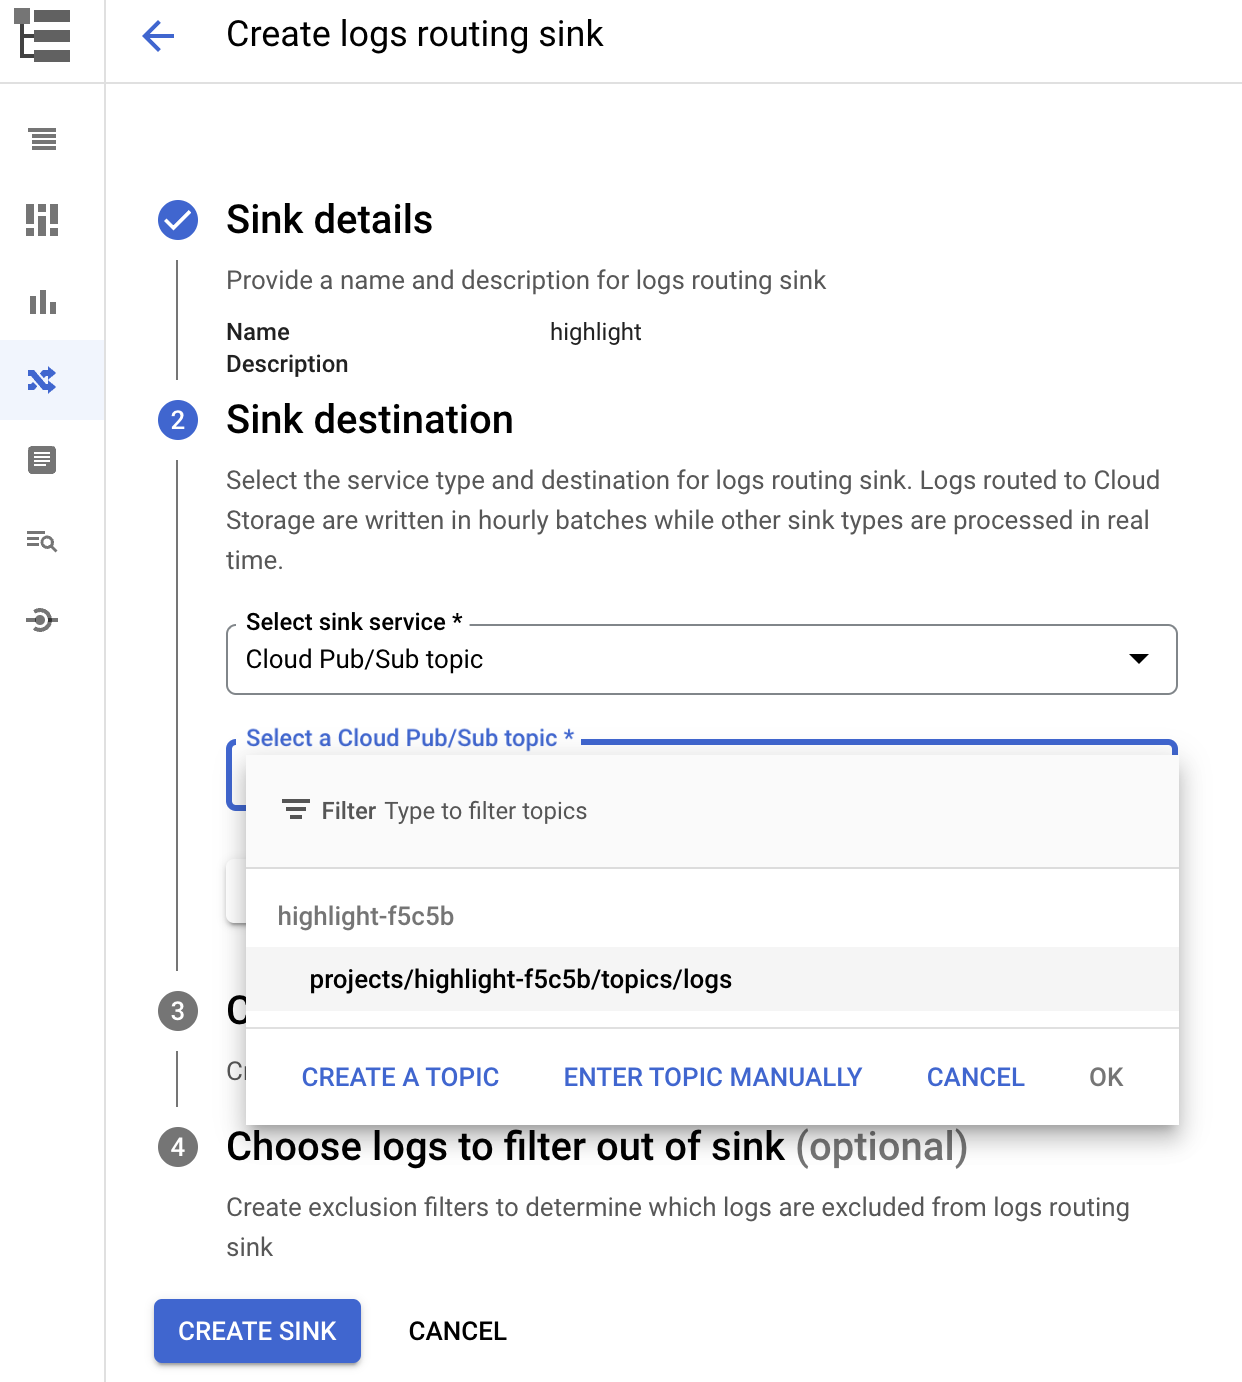 Create logs routing sink
Sink details
Provide a name and description for logs routing sink
Name highlight
Description
2 Sink destination
Select the service type and destination for logs routing sink. Logs routed to Cloud
Storage are written in hourly batches while other sink types are processed in real
time.
Select sink service *
Cloud Pub/Sub topic
Select a Cloud Pub/Sub topic *
Filter Type to filter topics
highlight-f5c5b
projects/highlight-f5c5b/topics/logs
3
CREATE A TOPIC ENTER TOPIC MANUALLY CANCEL OK
4 Choose logs to filter out of sink (optional)
Create exclusion filters to determine which logs are excluded from logs routing
sink
CREATE SINK CANCEL